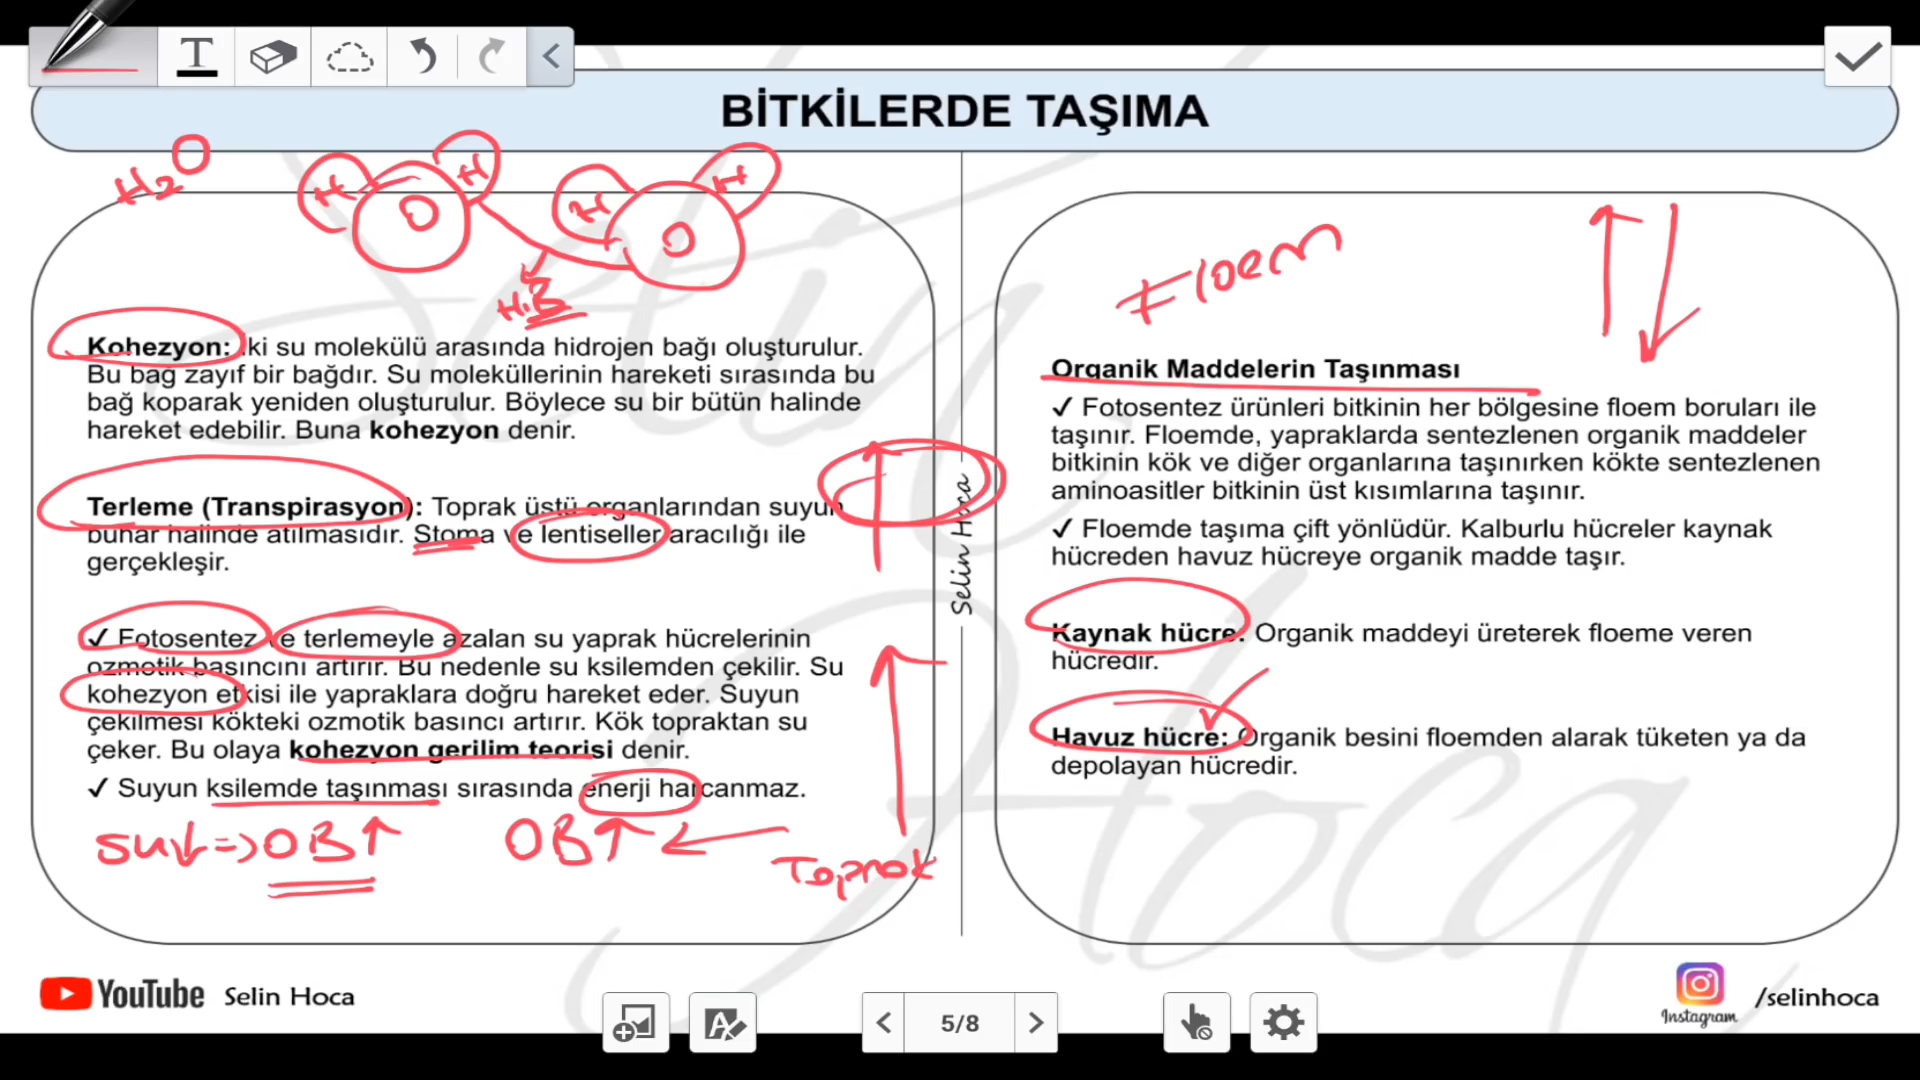 T
BİTKİLERDE TAŞIMA
H₂O
H O H
H O H
H.B
Kohezyon: İki su molekülü arasında hidrojen bağı oluşturulur.
Bu bağ zayıf bir bağdır. Su moleküllerinin hareketi sırasında bu
bağ koparak yeniden oluşturulur. Böylece su bir bütün halinde
hareket edebilir. Buna kohezyon denir.
Terleme (Transpirasyon): Toprak üstü organlarından suyun
buhar halinde atılmasıdır. Stoma ve lentiseller aracılığı ile
gerçekleşir.
✓ Fotosentez ve terlemeyle azalan su yaprak hücrelerinin
ozmotik basıncını artırır. Bu nedenle su ksilemden çekilir. Su
kohezyon etkisi ile yapraklara doğru hareket eder. Suyun
çekilmesi kökteki ozmotik basıncı artırır. Kök topraktan su
çeker. Bu olaya kohezyon gerilim teorisi denir.
✓ Suyun ksilemde taşınması sırasında enerji harcanmaz.
su↓ => OB↑
OB↑ ←
Toprak
Selin Hoca
Floem
Organik Maddelerin Taşınması
✓ Fotosentez ürünleri bitkinin her bölgesine floem boruları ile
taşınır. Floemde, yapraklarda sentezlenen organik maddeler
bitkinin kök ve diğer organlarına taşınırken kökte sentezlenen
aminoasitler bitkinin üst kısımlarına taşınır.
✓ Floemde taşıma çift yönlüdür. Kalburlu hücreler kaynak
hücreden havuz hücreye organik madde taşır.
Kaynak hücre: Organik maddeyi üreterek floeme veren
hücredir.
Havuz hücre: Organik besini floemden alarak tüketen ya da
depolayan hücredir.
Selin Hoca
YouTube Selin Hoca
A
5/8
Instagram /selinhoca